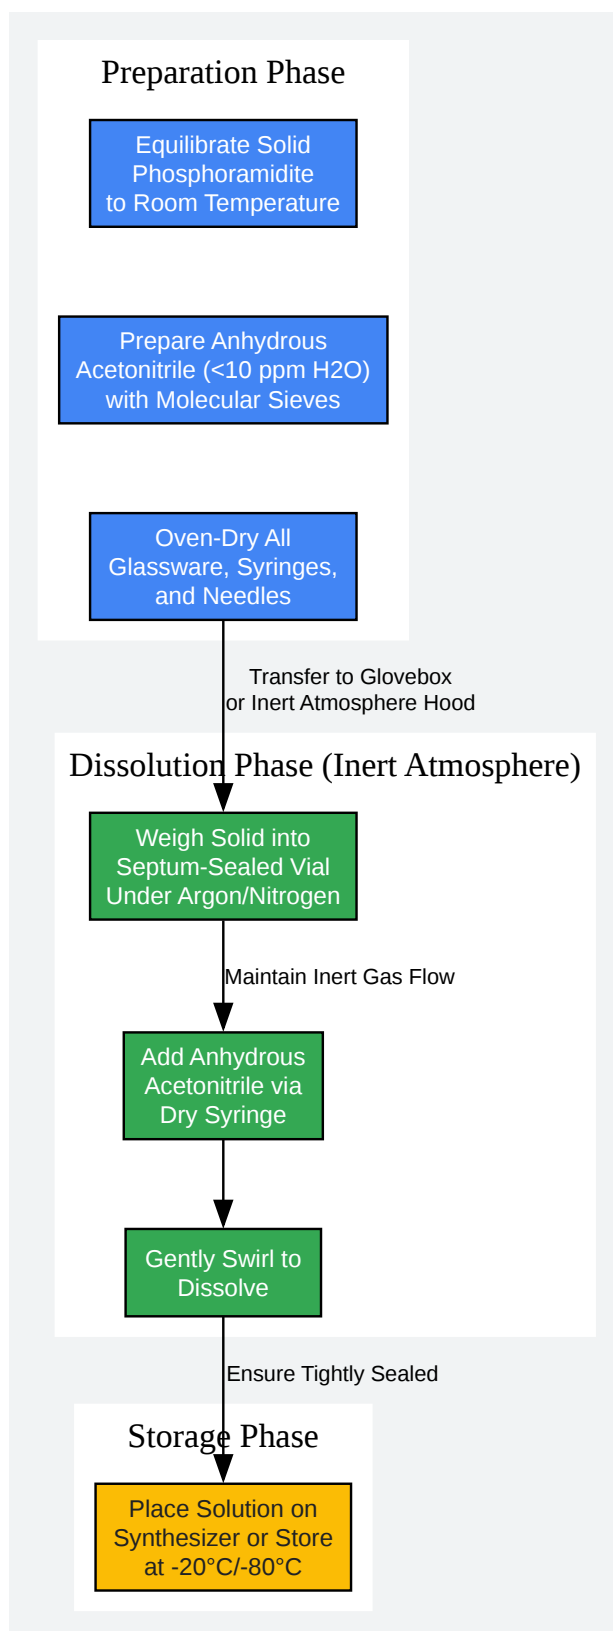 Preparation Phase
Equilibrate Solid
Phosphoramidite
to Room Temperature
Prepare Anhydrous
Acetonitrile (<10 ppm H2O)
with Molecular Sieves
Oven-Dry All
Glassware, Syringes,
and Needles
Transfer to Glovebox
or Inert Atmosphere Hood
Dissolution Phase (Inert Atmosphere)
Weigh Solid into
Septum-Sealed Vial
Under Argon/Nitrogen
Maintain Inert Gas Flow
Add Anhydrous
Acetonitrile via
Dry Syringe
Gently Swirl to
Dissolve
Ensure Tightly Sealed
Storage Phase
Place Solution on
Synthesizer or Store
at -20°C/-80°C